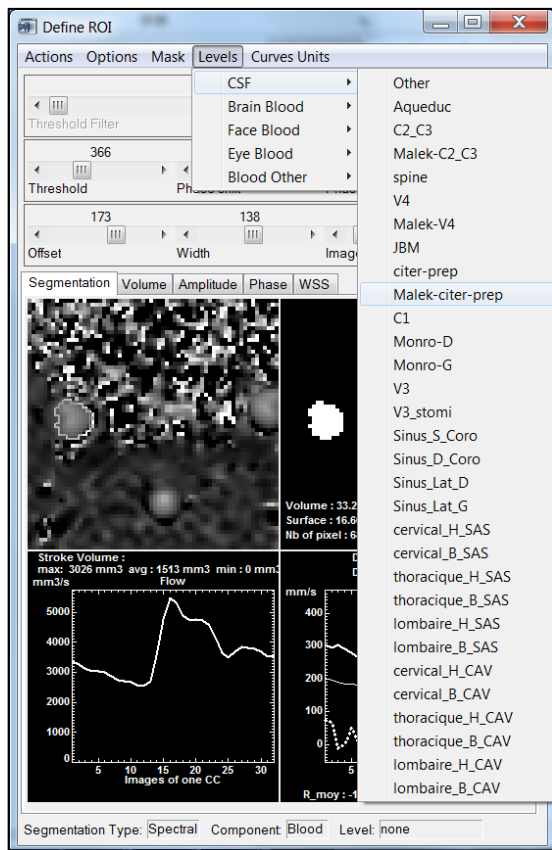 Define ROI
Actions Options Mask Levels Curves Units
CSF
Brain Blood
Face Blood
Eye Blood
Blood Other
Other
Aqueduc
C2_C3
Malek-C2_C3
spine
V4
Malek-V4
JBM
citer-prep
Malek-citer-prep
C1
Monro-D
Monro-G
V3
V3_stomi
Sinus_S_Coro
Sinus_D_Coro
Sinus_Lat_D
Sinus_Lat_G
cervical_H_SAS
cervical_B_SAS
thoracique_H_SAS
thoracique_B_SAS
lombaire_H_SAS
lombaire_B_SAS
cervical_H_CAV
cervical_B_CAV
thoracique_H_CAV
thoracique_B_CAV
lombaire_H_CAV
lombaire_B_CAV
Threshold Filter
366
Threshold
173 138
Offset Width Imag
Segmentation Volume Amplitude Phase WSS
Volume : 33.2
Surface : 16.6
Nb of pixel : 6
Stroke Volume :
max: 3026 mm3 avg : 1513 mm3 min : 0 mm3
mm3/s Flow
5000
4000
3000
2000
1000
0
5 10 15 20 25 30
Images of one CC
D
D
mm/s
400
300
200
100
0
5
R_moy : -1
Segmentation Type: Spectral Component: Blood Level: none